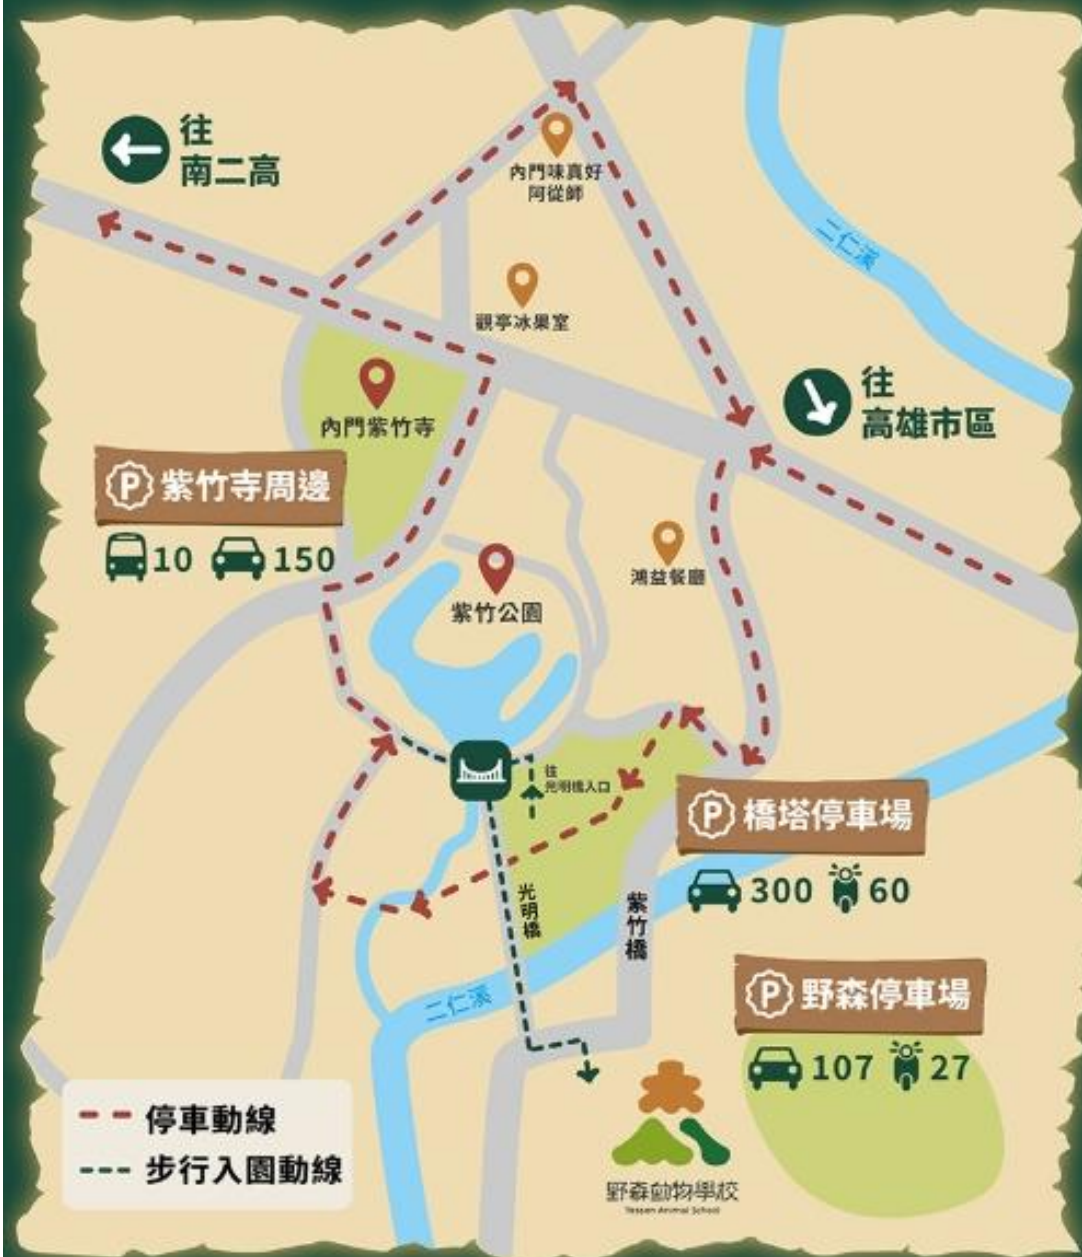 往
南二高
內門味真好
阿從師
二仁溪
觀亭冰果室
往
高雄市區
內門紫竹寺
P 紫竹寺周邊
10 150
鴻益餐廳
紫竹公園
往
光明橋入口
P 橋塔停車場
300 60
光明橋
紫竹橋
P 野森停車場
107 27
二仁溪
停車動線
步行入園動線
野森動物學校
Yessen Animal School